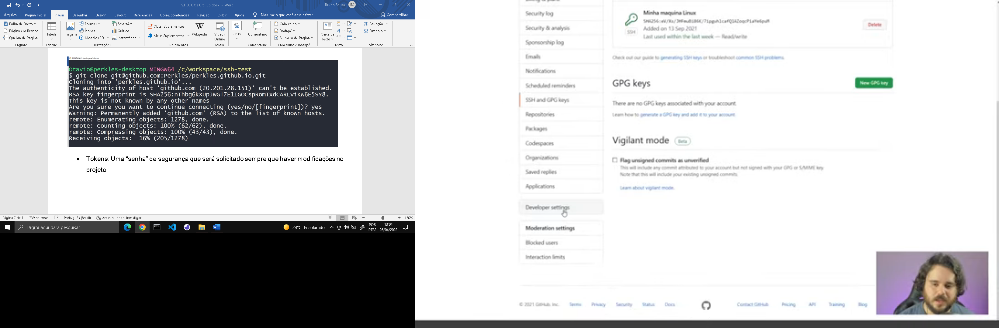 S.F.D. Git e GitHub.docx - Word
Bruno Souza
BS
Arquivo
Página Inicial
Inserir
Desenhar
Design
Layout
Referências
Correspondências
Revisão
Exibir
Ajuda
Diga-me o que você deseja fazer
Compartilhar
Folha de Rosto
Página em Branco
Quebra de Página
Páginas
Tabela
Tabelas
Imagens
Formas
Ícones
Modelos 3D
SmartArt
Gráfico
Instantâneo
Ilustrações
Obter Suplementos
Meus Suplementos
Wikipedia
Suplementos
Vídeos
Online
Mídia
Links
Comentário
Comentários
Cabeçalho
Rodapé
Número de Página
Cabeçalho e Rodapé
Caixa de
Texto
Texto
Equação
Símbolo
Símbolos
MINGW64:/c/workspace/ssh-test
Otavio@perkles-desktop MINGW64 /c/workspace/ssh-test
$ git clone git@github.com:Perkles/perkles.github.io.git
Cloning into 'perkles.github.io'...
The authenticity of host 'github.com (20.201.28.151)' can't be established.
RSA key fingerprint is SHA256:nThbg6kXUpJWGl7E1IGOCspRomTxdCARLviKw6E5SY8.
This key is not known by any other names
Are you sure you want to continue connecting (yes/no/[fingerprint])? yes
Warning: Permanently added 'github.com' (RSA) to the list of known hosts.
remote: Enumerating objects: 1278, done.
remote: Counting objects: 100% (62/62), done.
remote: Compressing objects: 100% (43/43), done.
Receiving objects: 16% (205/1278)
• Tokens: Uma “senha” de segurança que será solicitado sempre que haver modificações no
projeto
Página 7 de 7
739 palavras
Português (Brasil)
Acessibilidade: investigar
130%
Digite aqui para pesquisar
24°C Ensolarado
POR
PTB2
13:04
26/04/2022
Security log
Security & analysis
Sponsorship log
Emails
Notifications
Scheduled reminders
SSH and GPG keys
Repositories
Packages
Codespaces
Organizations
Saved replies
Applications
Developer settings
Moderation settings
Blocked users
Interaction limits
Minha maquina Linux
SSH
Added on 13 Sep 2021
Last used within the last week — Read/write
Delete
Check out our guide to generating SSH keys or troubleshoot common SSH problems.
GPG keys
New GPG key
There are no GPG keys associated with your account.
Learn how to generate a GPG key and add it to your account.
Vigilant mode
Beta
Flag unsigned commits as unverified
This will include any commit attributed to your account but not signed with your GPG or S/MIME key.
Note that this will include your existing unsigned commits.
Learn about vigilant mode.
© 2021 GitHub, Inc.
Terms
Privacy
Security
Status
Docs
Contact GitHub
Pricing
API
Training
Blog